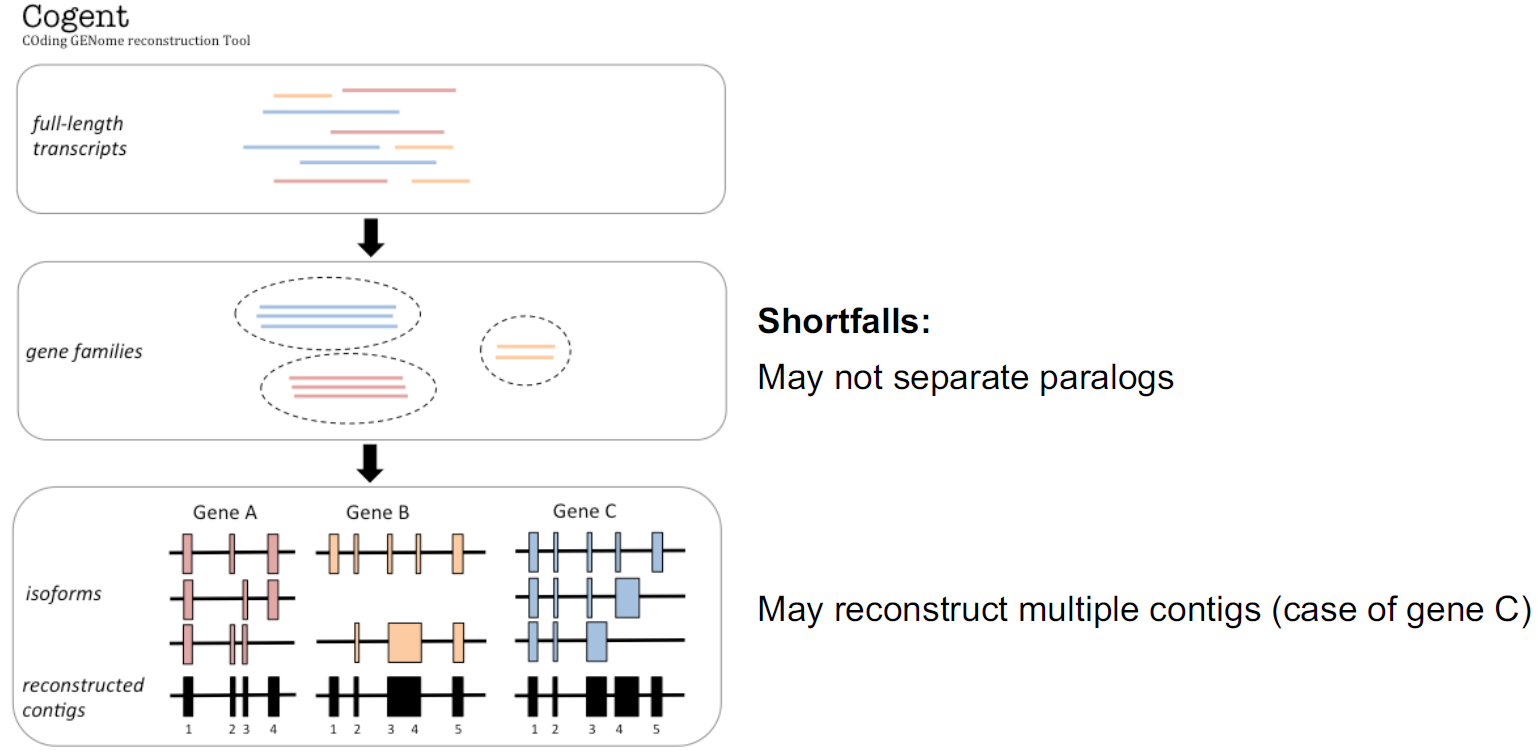 Cogent
COding GENome reconstruction Tool
full-length
transcripts
gene families
Shortfalls:
May not separate paralogs
Gene A
Gene B
Gene C
isoforms
May reconstruct multiple contigs (case of gene C)
reconstructed
contigs
1 2 3 4
1 2 3 4 5
1 2 3 4 5